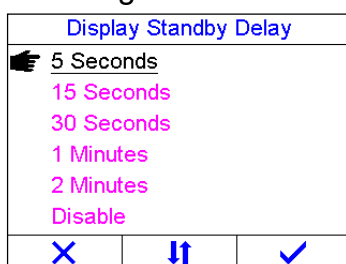 Display Standby Delay
5 Seconds
15 Seconds
30 Seconds
1 Minutes
2 Minutes
Disable